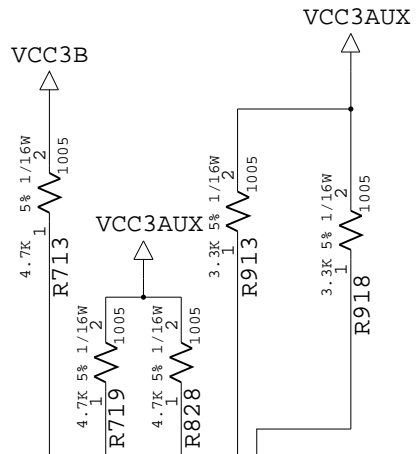 VCC3AUX
VCC3B
4.7K 5% 1/16W
1
2
1005
R713
3.3K 5% 1/16W
1
2
1005
R913
3.3K 5% 1/16W
1
2
1005
R918
VCC3AUX
4.7K 5% 1/16W
1
2
1005
R719
4.7K 5% 1/16W
1
2
1005
R828